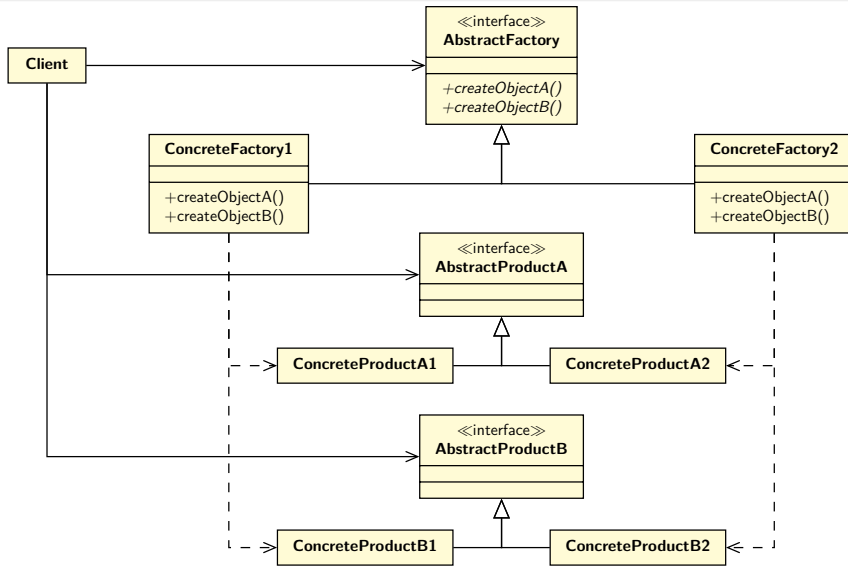 ≪interface≫
AbstractFactory
+createObjectA()
+createObjectB()
Client
ConcreteFactory1
+createObjectA()
+createObjectB()
ConcreteFactory2
+createObjectA()
+createObjectB()
≪interface≫
AbstractProductA
ConcreteProductA1
ConcreteProductA2
≪interface≫
AbstractProductB
ConcreteProductB1
ConcreteProductB2